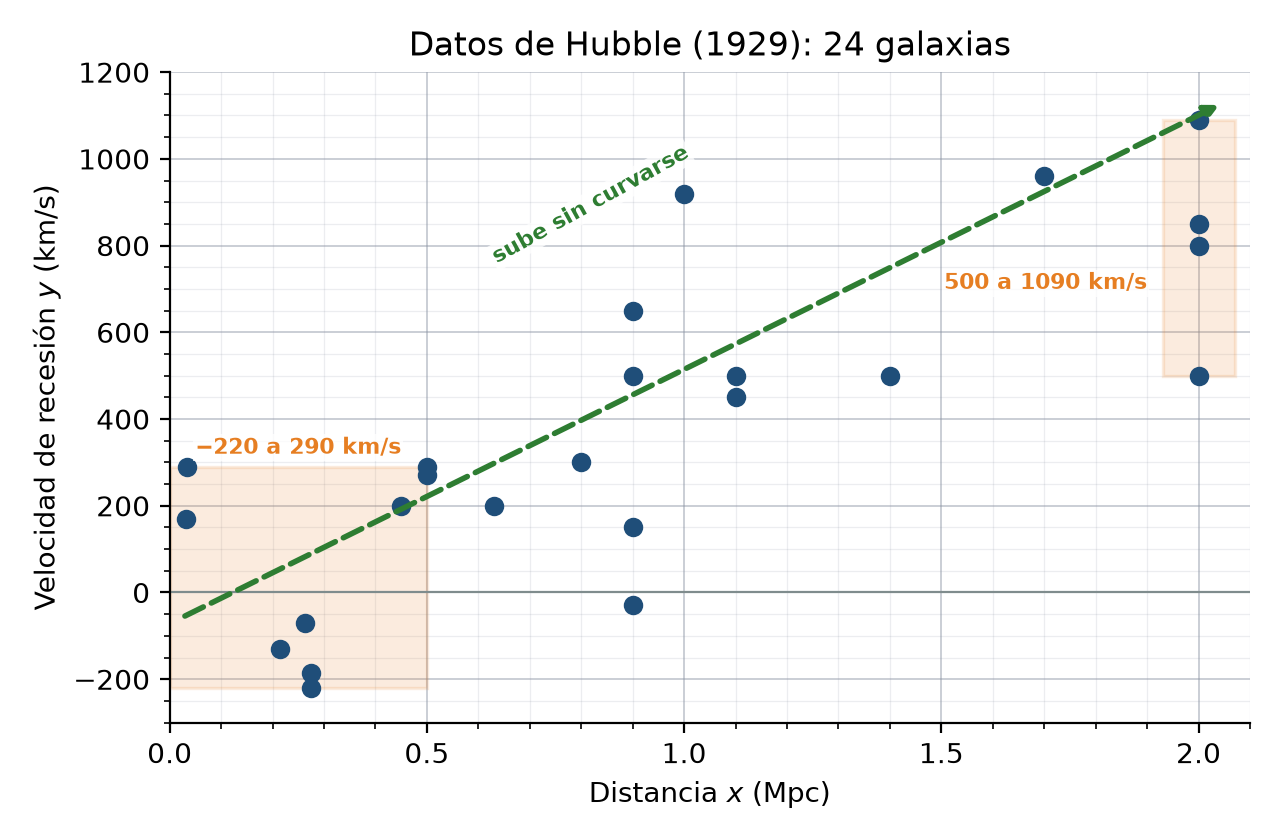 Datos de Hubble (1929): 24 galaxias
Velocidad de recesión y (km/s)
1200
1000
800
600
400
200
0
−200
sube sin curvarse
500 a 1090 km/s
−220 a 290 km/s
0.0 0.5 1.0 1.5 2.0
Distancia x (Mpc)